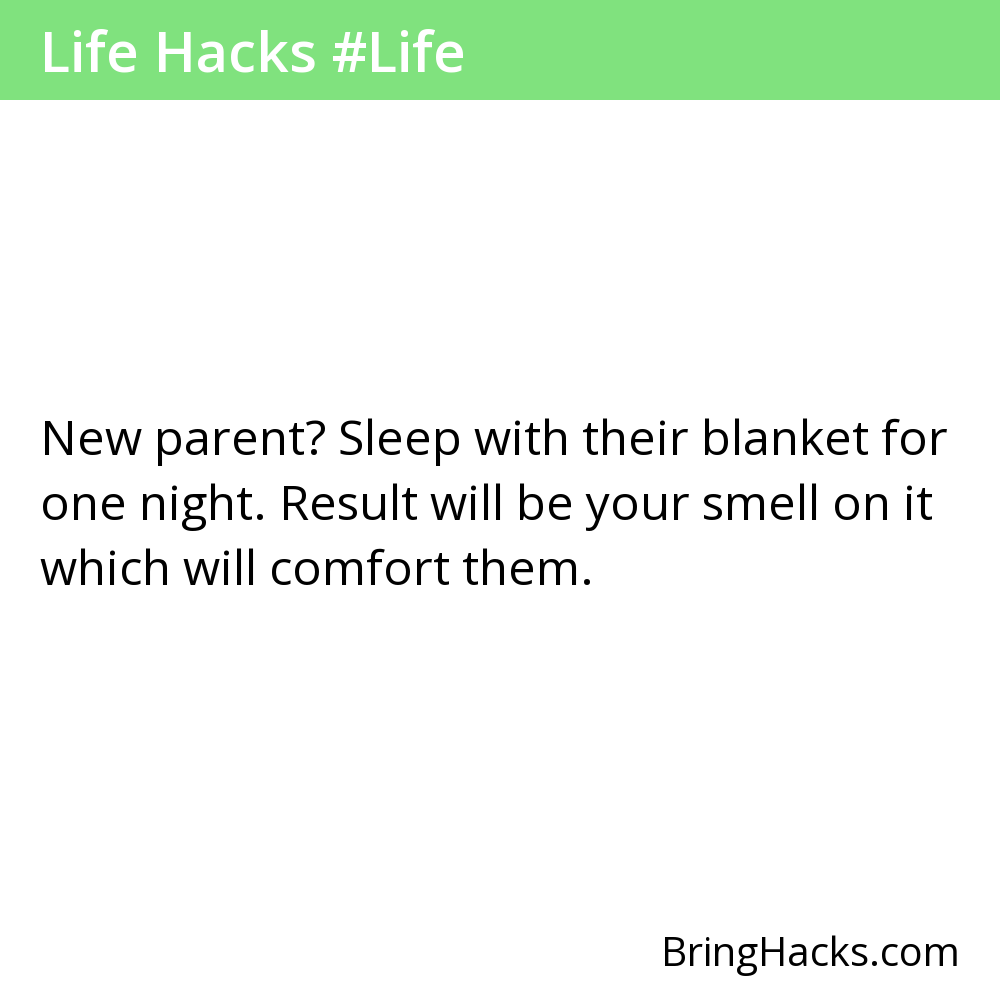 Life Hacks #Life
New parent? Sleep with their blanket for
one night. Result will be your smell on it
which will comfort them.
BringHacks.com